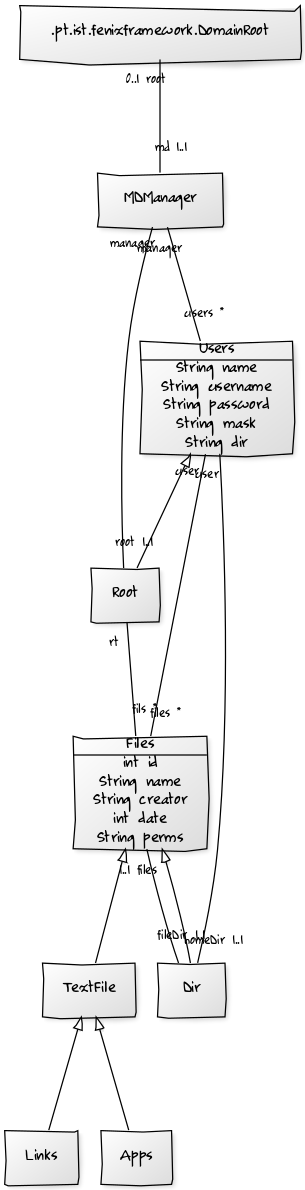 .pt.ist.fenixframework.DomainRoot
0..1 root
md 1..1
MDManager
manager
manager
users *
Users
String name
String username
String password
String mask
String dir
user
user
root 1..1
Root
rt
fils *
files *
Files
int id
String name
String creator
int date
String perms
1..1 files
fileDir
homeDir 1..1
TextFile
Dir
Links
Apps